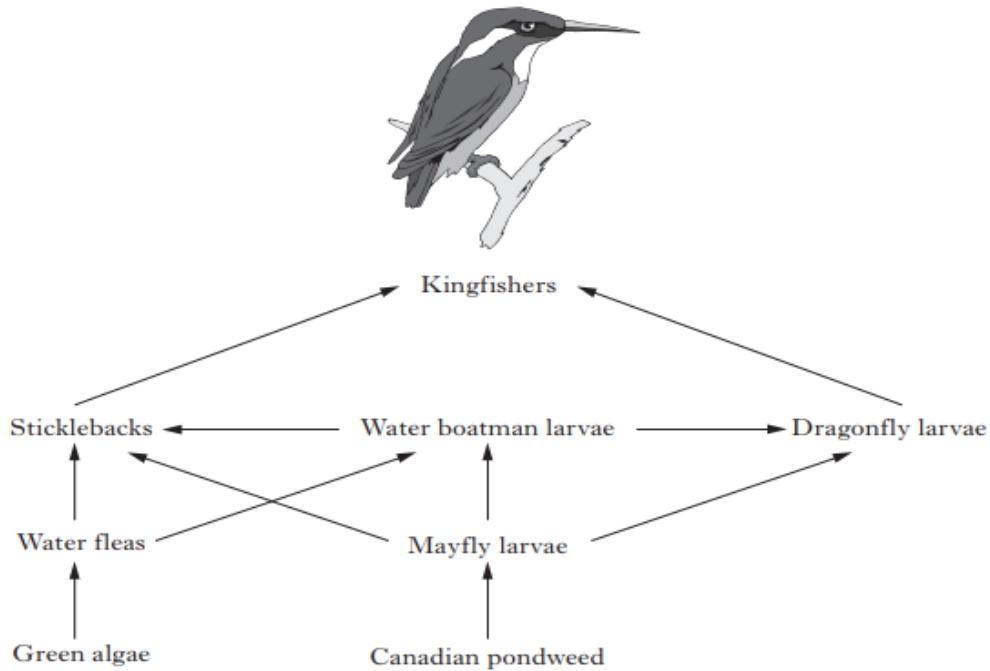 Kingfishers
Sticklebacks
Water boatman larvae
Dragonfly larvae
Water fleas
Mayfly larvae
Green algae
Canadian pondweed